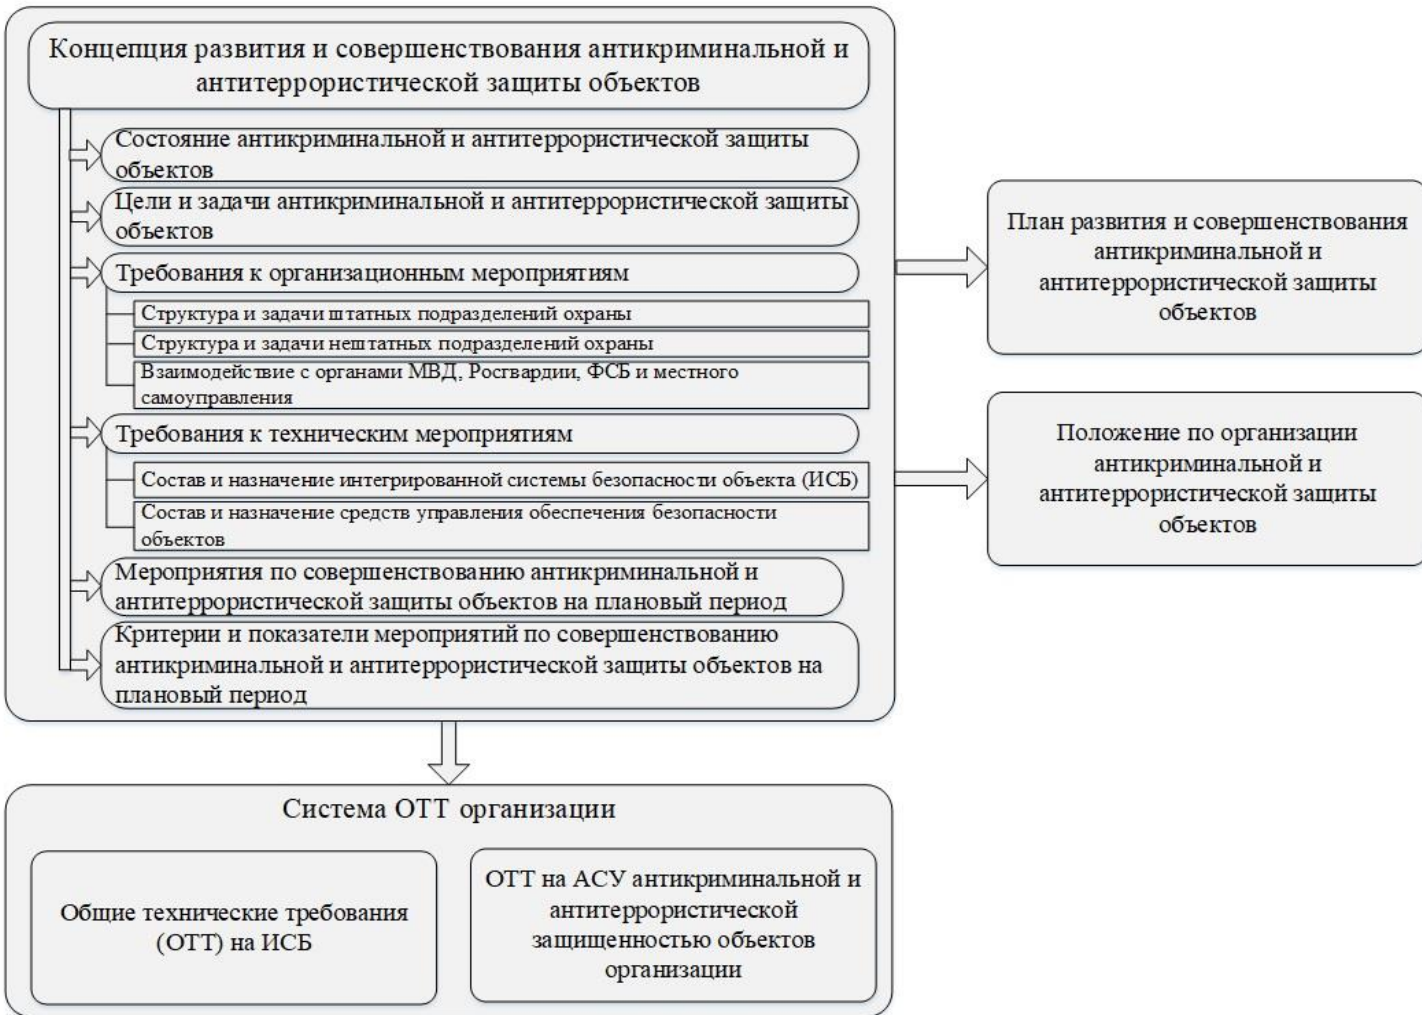 Концепция развития и совершенствования антикриминальной и
антитеррористической защиты объектов
Состояние антикриминальной и антитеррористической защиты
объектов
Цели и задачи антикриминальной и антитеррористической защиты
объектов
Требования к организационным мероприятиям
Структура и задачи штатных подразделений охраны
Структура и задачи нештатных подразделений охраны
Взаимодействие с органами МВД, Росгвардии, ФСБ и местного
самоуправления
Требования к техническим мероприятиям
Состав и назначение интегрированной системы безопасности объекта (ИСБ)
Состав и назначение средств управления обеспечения безопасности
объектов
Мероприятия по совершенствованию антикриминальной и
антитеррористической защиты объектов на плановый период
Критерии и показатели мероприятий по совершенствованию
антикриминальной и антитеррористической защиты объектов на
плановый период
План развития и совершенствования
антикриминальной и
антитеррористической защиты
объектов
Положение по организации
антикриминальной и
антитеррористической защиты
объектов
Система ОТТ организации
Общие технические требования
(ОТТ) на ИСБ
ОТТ на АСУ антикриминальной и
антитеррористической
защищенностью объектов
организации